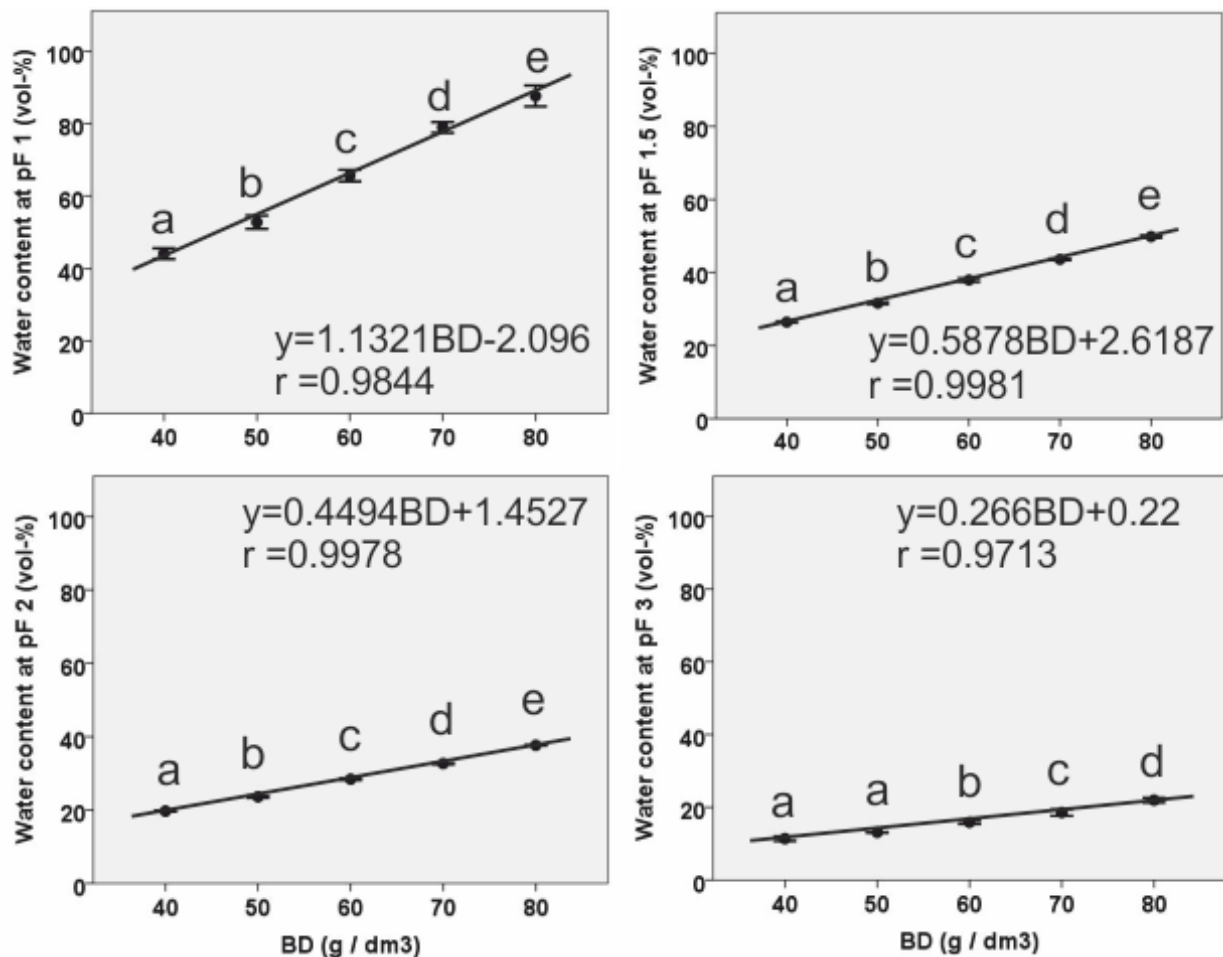 Water content at pF 1 (vol-%)
100
80
60
40
20
0
a
b
c
d
e
y=1.1321BD-2.096
r =0.9844
40 50 60 70 80
Water content at pF 1.5 (vol-%)
100
80
60
40
20
0
a
b
c
d
e
y=0.5878BD+2.6187
r =0.9981
40 50 60 70 80
Water content at pF 2 (vol-%)
100
80
60
40
20
0
y=0.4494BD+1.4527
r =0.9978
a
b
c
d
e
40 50 60 70 80
BD (g / dm3)
Water content at pF 3 (vol-%)
100
80
60
40
20
0
y=0.266BD+0.22
r =0.9713
a
a
b
c
d
40 50 60 70 80
BD (g / dm3)